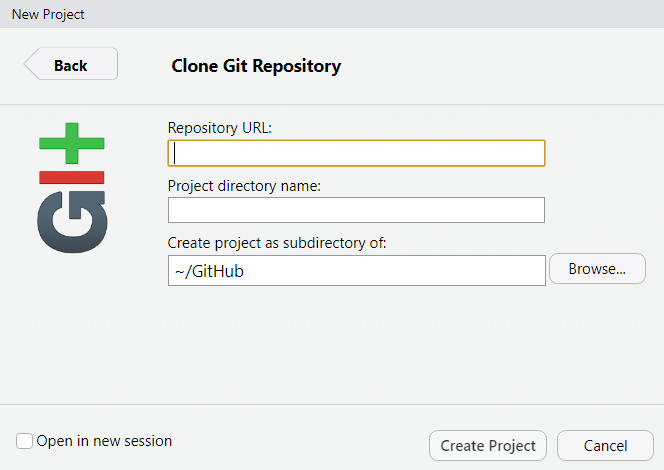 New Project
Back
Clone Git Repository
GIt
Repository URL:
Project directory name:
Create project as subdirectory of:
~/GitHub
Browse...
Open in new session
Create Project
Cancel